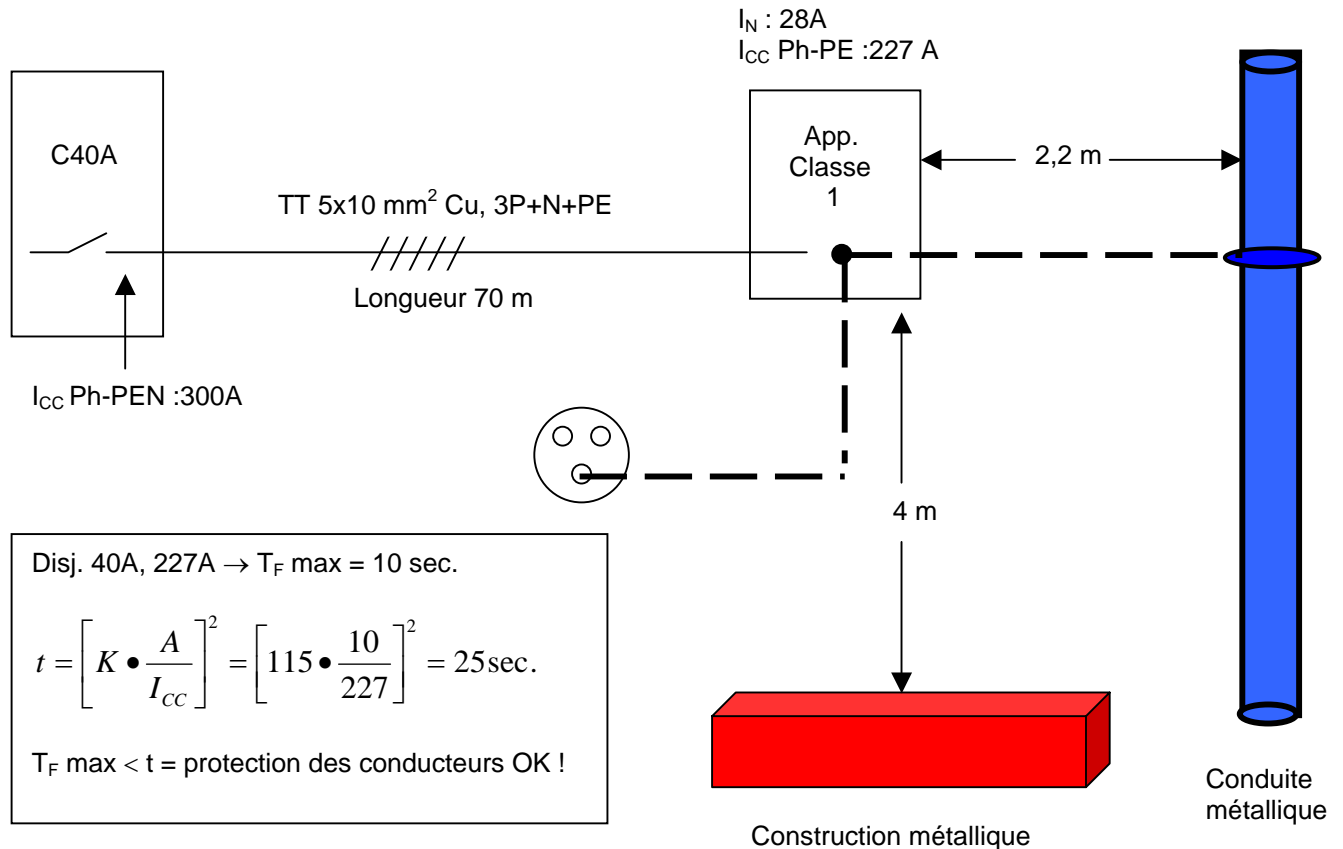 I_N : 28A
I_CC Ph-PE :227 A
C40A
App.
Classe
1
2,2 m
TT 5x10 mm² Cu, 3P+N+PE
Longueur 70 m
I_CC Ph-PEN :300A
4 m
Disj. 40A, 227A → T_F max = 10 sec.
t = [K • A / I_CC]² = [115 • 10 / 227]² = 25sec.
T_F max < t = protection des conducteurs OK !
Conduite
métallique
Construction métallique